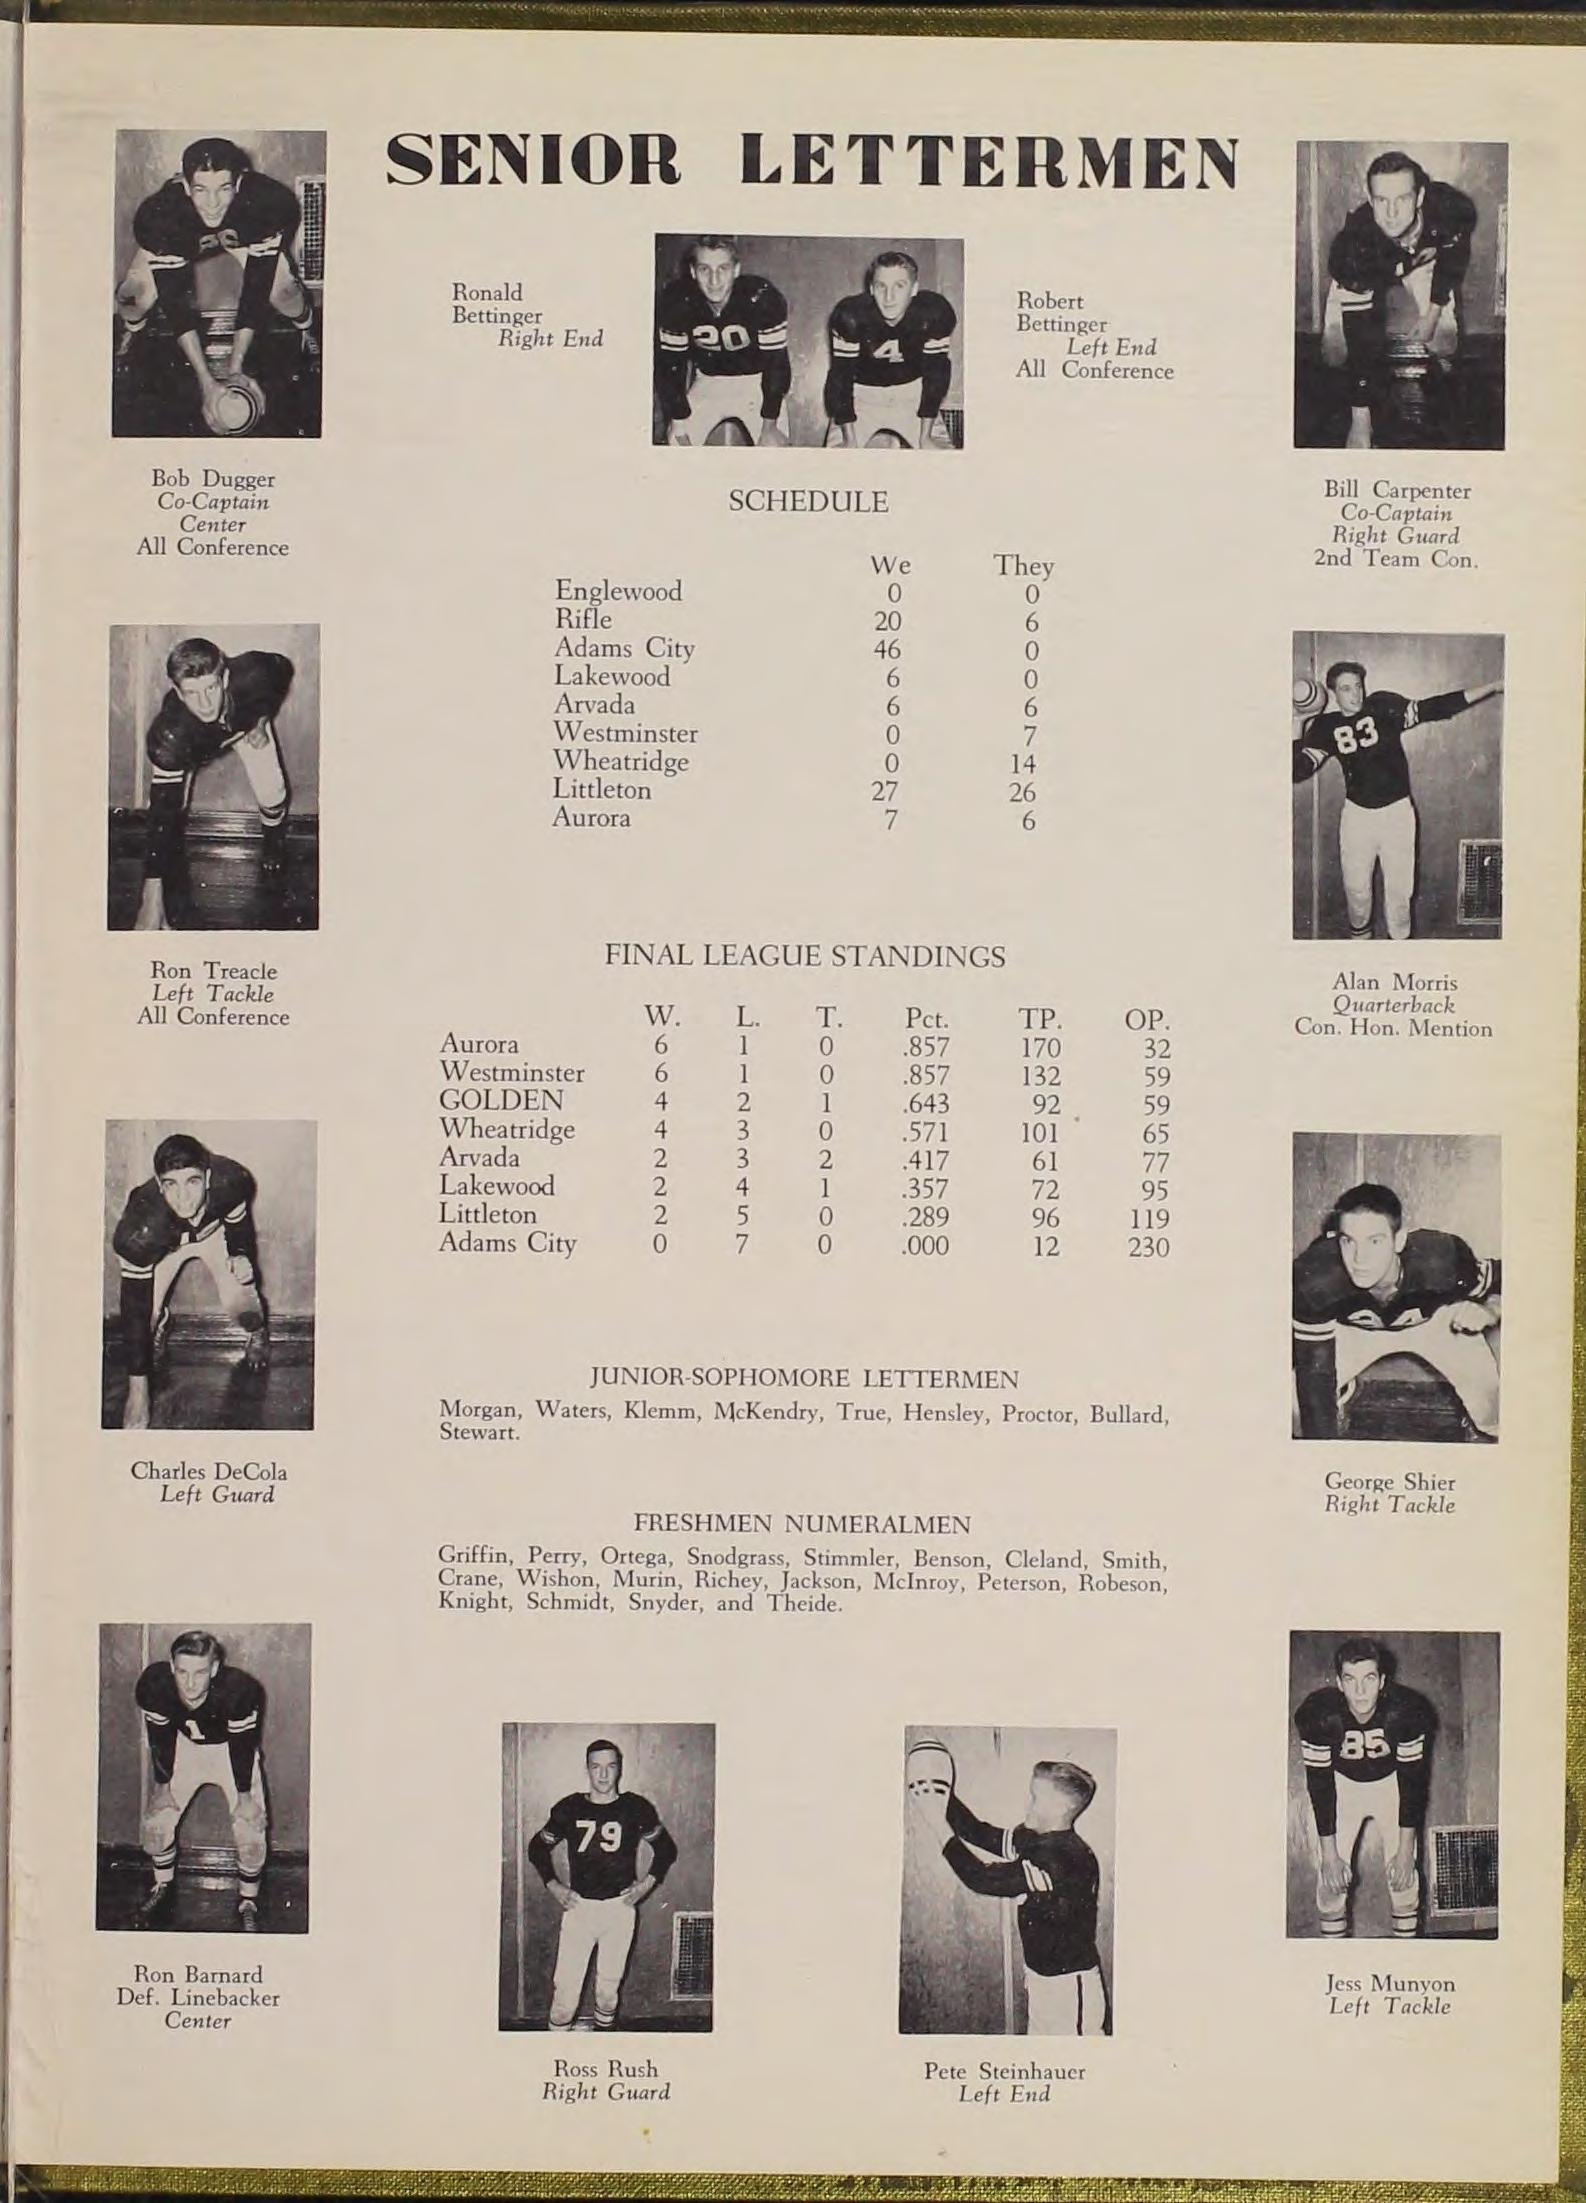 SENIOR LETTERMEN
Ronald
Bettinger
Right End
20
4
Robert
Bettinger
Left End
All Conference
Bob Dugger
Co-Captain
Center
All Conference
Bill Carpenter
Co-Captain
Right Guard
2nd Team Con.
SCHEDULE
We They
Englewood 0 0
Rifle 20 6
Adams City 46 0
Lakewood 6 0
Arvada 6 6
Westminster 0 7
Wheatridge 0 14
Littleton 27 26
Aurora 7 6
83
Ron Treacle
Left Tackle
All Conference
Alan Morris
Quarterback
Con. Hon. Mention
FINAL LEAGUE STANDINGS
W. L. T. Pct. TP. OP.
Aurora 6 1 0 .857 170 32
Westminster 6 1 0 .857 132 59
GOLDEN 4 2 1 .643 92 59
Wheatridge 4 3 0 .571 101 65
Arvada 2 3 2 .417 61 77
Lakewood 2 4 1 .357 72 95
Littleton 2 5 0 .289 96 119
Adams City 0 7 0 .000 12 230
Charles DeCola
Left Guard
George Shier
Right Tackle
JUNIOR-SOPHOMORE LETTERMEN
Morgan, Waters, Klemm, McKendry, True, Hensley, Proctor, Bullard,
Stewart.
FRESHMEN NUMERALMEN
Griffin, Perry, Ortega, Snodgrass, Stimmler, Benson, Cleland, Smith,
Crane, Wishon, Murin, Richey, Jackson, McInroy, Peterson, Robeson,
Knight, Schmidt, Snyder, and Theide.
1
79
85
Ron Barnard
Def. Linebacker
Center
Jess Munyon
Left Tackle
Ross Rush
Right Guard
Pete Steinhauer
Left End